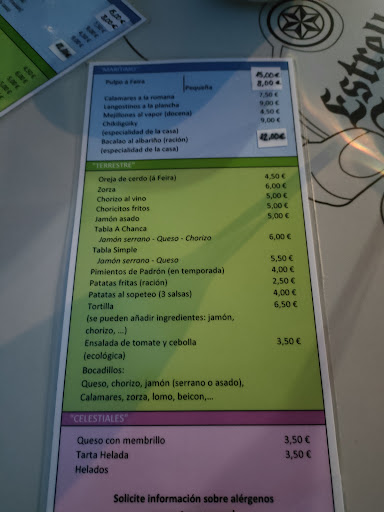 "MARÍTIMO"
Pulpo a Feira 15,00 €
Pequeña 8,00 €
Calamares a la romana 7,50 €
Langostinos a la plancha 9,00 €
Mejillones al vapor (docena) 4,50 €
9,00 €
(especialidad de la casa)
Bacalao al albariño (ración) 12,00 €
(especialidad de la casa)
"TERRESTRE"
Oreja de cerdo (á Feira) 4,50 €
Zorza 6,00 €
Chorizo al vino 5,00 €
Choricitos fritos 5,00 €
Jamón asado 5,00 €
Tabla A Chanca
Jamón serrano - Queso - Chorizo 6,00 €
Tabla Simple
Jamón serrano - Queso 5,50 €
Pimientos de Padrón (en temporada) 4,00 €
Patatas fritas (ración) 2,50 €
Patatas al sopeteo (3 salsas) 4,00 €
Tortilla 6,50 €
(se pueden añadir ingredientes: jamón,
chorizo, ...)
Ensalada de tomate y cebolla 3,50 €
(ecológica)
Bocadillos:
Queso, chorizo, jamón (serrano o asado),
Calamares, zorza, lomo, beicon,...
"CELESTIALES"
Queso con membrillo 3,50 €
Tarta Helada 3,50 €
Helados
Solicite información sobre alérgenos
Estrell